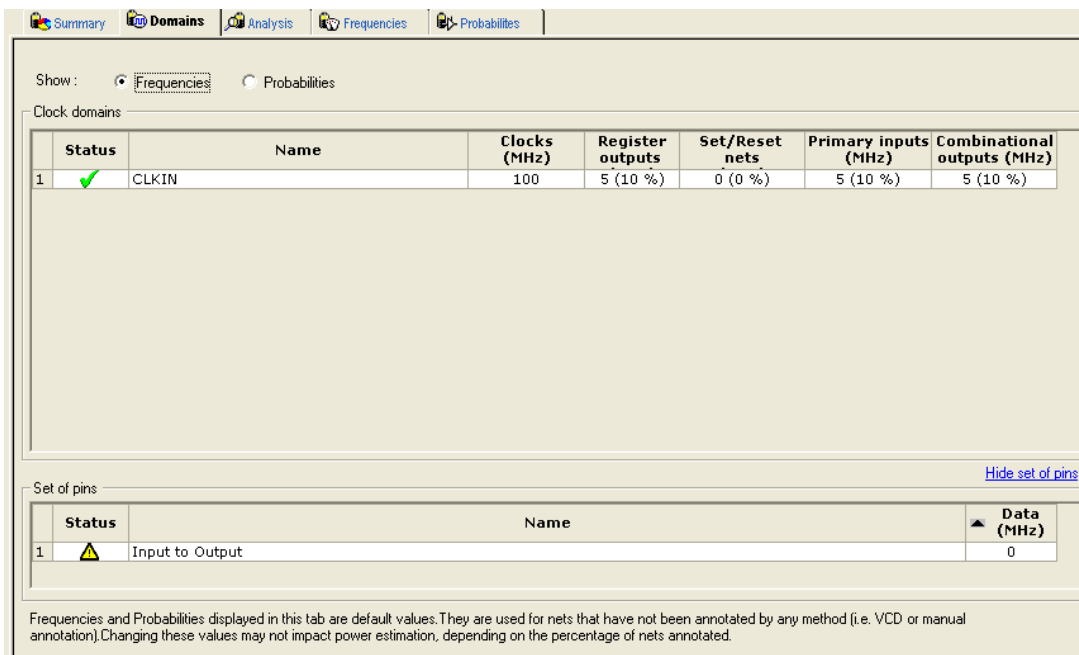 Summary Domains Analysis Frequencies Probabilites
Show : Frequencies Probabilities
Clock domains
Status Name Clocks (MHz) Register outputs Set/Reset nets Primary inputs (MHz) Combinational outputs (MHz)
1 CLKIN 100 5 (10 %) 0 (0 %) 5 (10 %) 5 (10 %)
Hide set of pins
Set of pins
Status Name Data (MHz)
1 Input to Output 0
Frequencies and Probabilities displayed in this tab are default values.They are used for nets that have not been annotated by any method (i.e. VCD or manual
annotation).Changing these values may not impact power estimation, depending on the percentage of nets annotated.